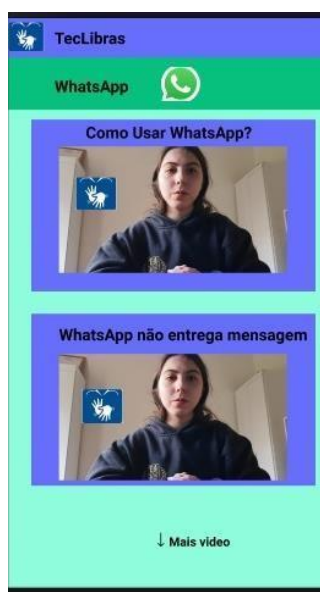 TecLibras
WhatsApp
Como Usar WhatsApp?
WhatsApp não entrega mensagem
↓ Mais video